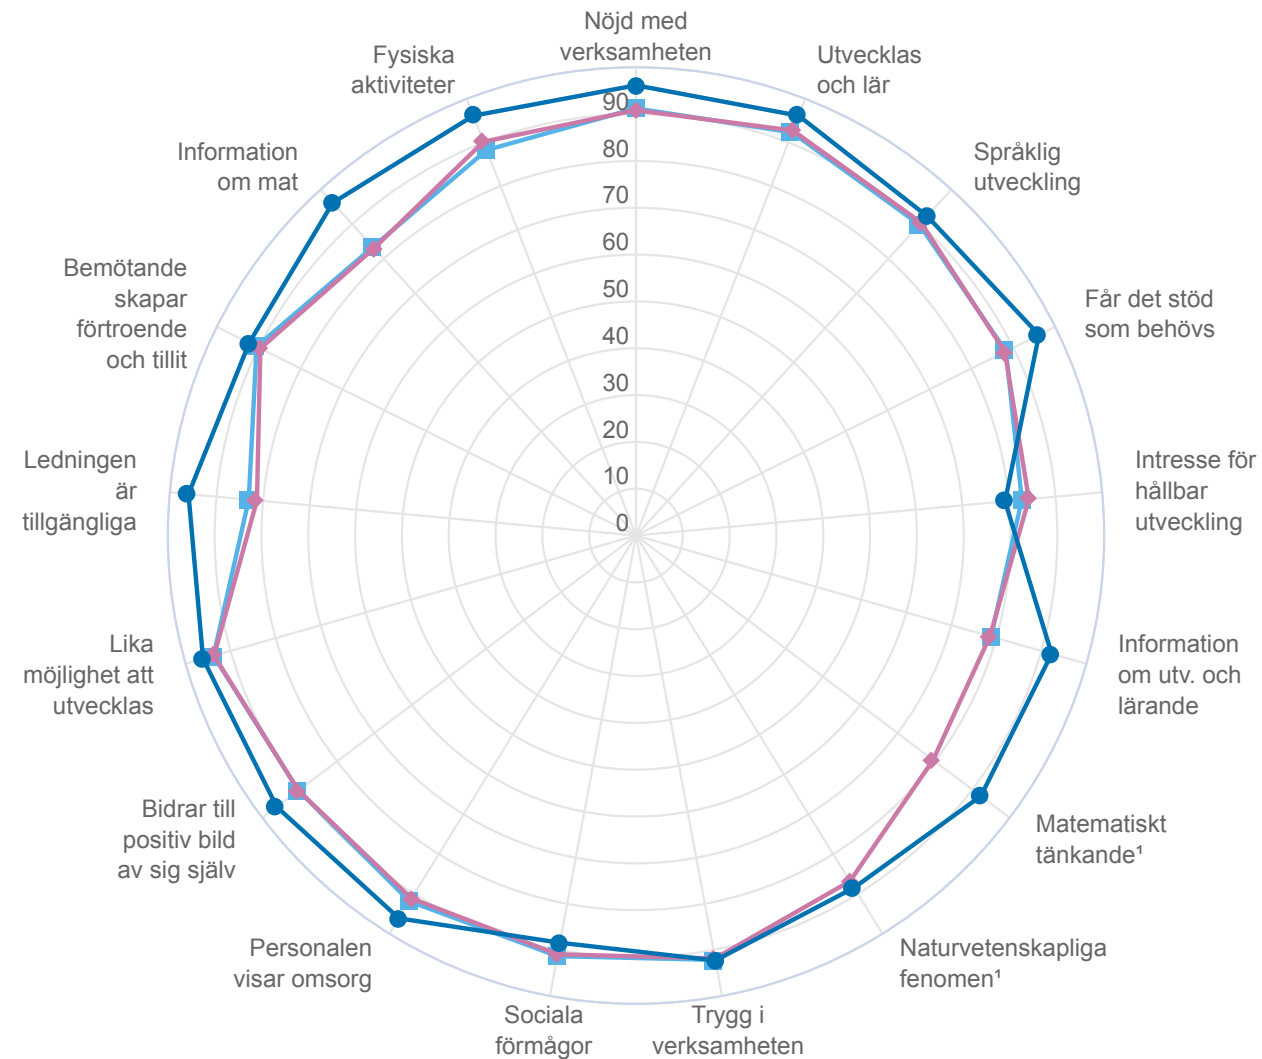 Nöjd med
verksamheten
Utvecklas
och lär
Språklig
utveckling
Får det stöd
som behövs
Intresse för
hållbar
utveckling
Information
om utv. och
lärande
Matematiskt
tänkande¹
Naturvetenskapliga
fenomen¹
Trygg i
verksamheten
Sociala
förmågor
Personalen
visar omsorg
Bidrar till
positiv bild
av sig själv
Lika
möjlighet att
utvecklas
Ledningen
är
tillgängliga
Bemötande
skapar
förtroende
och tillit
Information
om mat
Fysiska
aktiviteter
90
80
70
60
50
40
30
20
10
0